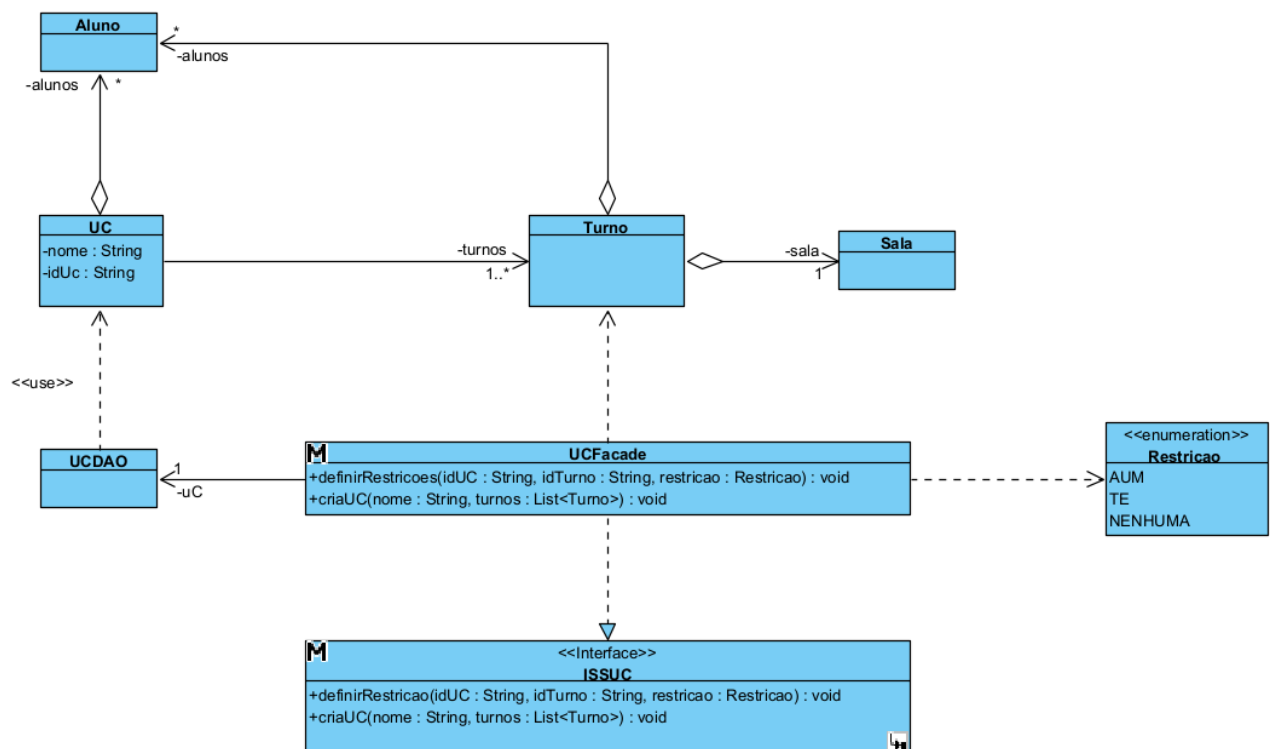 Aluno
*
-alunos
-alunos *
UC
-nome : String
-idUc : String
-turnos
1..*
Turno
-sala
1
Sala
<<use>>
UCDAO
1
-uC
M
UCFacade
+definirRestricoes(idUC : String, idTurno : String, restricao : Restricao) : void
+criaUC(nome : String, turnos : List<Turno>) : void
<<enumeration>>
Restricao
AUM
TE
NENHUMA
M
<<Interface>>
ISSUC
+definirRestricao(idUC : String, idTurno : String, restricao : Restricao) : void
+criaUC(nome : String, turnos : List<Turno>) : void